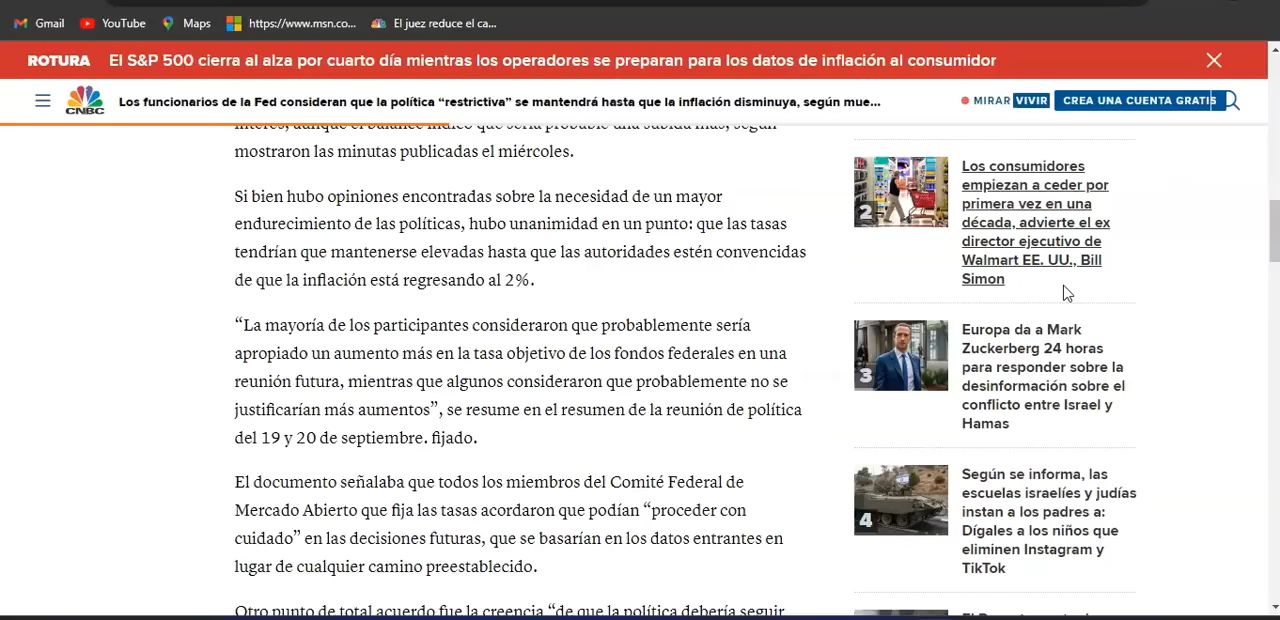 Gmail
YouTube
Maps
https://www.msn.co...
El juez reduce el ca...
ROTURA El S&P 500 cierra al alza por cuarto día mientras los operadores se preparan para los datos de inflación al consumidor
CNBC
Los funcionarios de la Fed consideran que la política “restrictiva” se mantendrá hasta que la inflación disminuya, según mue...
MIRAR VIVIR
CREA UNA CUENTA GRATIS
interés, aunque el balance indicó que sería probable una subida más, según
mostraron las minutas publicadas el miércoles.
Si bien hubo opiniones encontradas sobre la necesidad de un mayor
endurecimiento de las políticas, hubo unanimidad en un punto: que las tasas
tendrían que mantenerse elevadas hasta que las autoridades estén convencidas
de que la inflación está regresando al 2%.
“La mayoría de los participantes consideraron que probablemente sería
apropiado un aumento más en la tasa objetivo de los fondos federales en una
reunión futura, mientras que algunos consideraron que probablemente no se
justificarían más aumentos”, se resume en el resumen de la reunión de política
del 19 y 20 de septiembre. fijado.
El documento señalaba que todos los miembros del Comité Federal de
Mercado Abierto que fija las tasas acordaron que podían “proceder con
cuidado” en las decisiones futuras, que se basarían en los datos entrantes en
lugar de cualquier camino preestablecido.
Otro punto de total acuerdo fue la creencia “de que la política debería seguir
2
Los consumidores
empiezan a ceder por
primera vez en una
década, advierte el ex
director ejecutivo de
Walmart EE. UU., Bill
Simon
3
Europa da a Mark
Zuckerberg 24 horas
para responder sobre la
desinformación sobre el
conflicto entre Israel y
Hamas
4
Según se informa, las
escuelas israelíes y judías
instan a los padres a:
Dígales a los niños que
eliminen Instagram y
TikTok